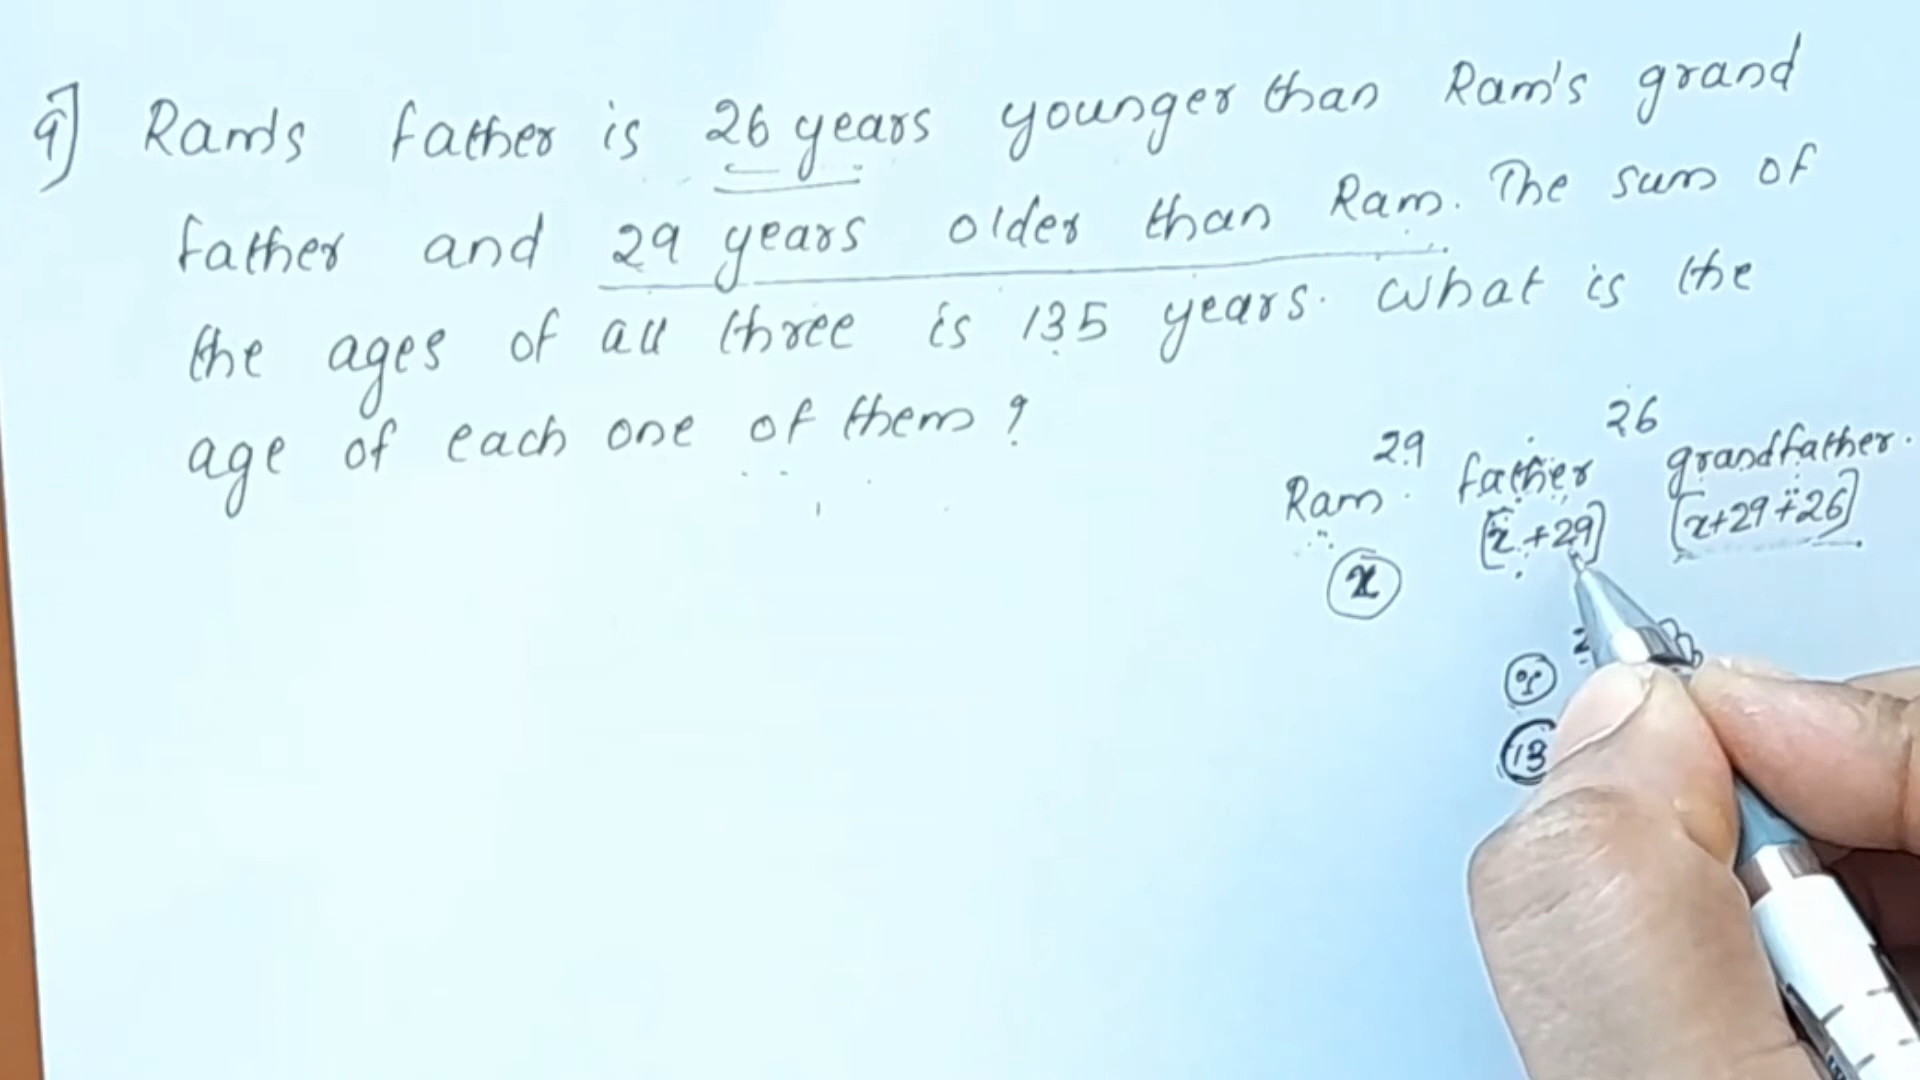 9] Ram's father is 26 years younger than Ram's grand
father and 29 years older than Ram. The sum of
the ages of all three is 135 years. What is the
age of each one of them?
29 26
Ram father grandfather.
x [x+29] [x+29+26]
13